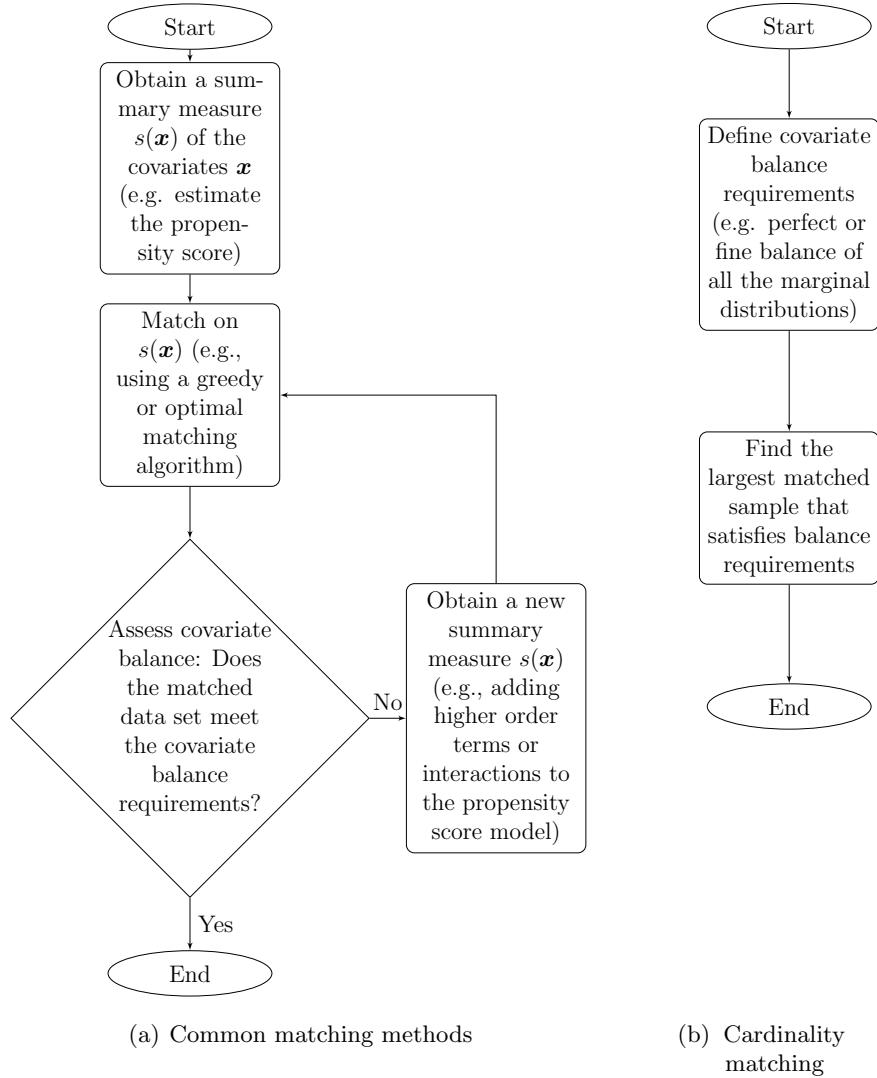 Start
Obtain a sum-
mary measure
s(x) of the
covariates x
(e.g. estimate
the propen-
sity score)
Match on
s(x) (e.g.,
using a greedy
or optimal
matching
algorithm)
Assess covariate
balance: Does
the matched
data set meet
the covariate
balance
requirements?
No
Obtain a new
summary
measure s(x)
(e.g., adding
higher order
terms or
interactions to
the propensity
score model)
Yes
End
(a) Common matching methods
Start
Define covariate
balance
requirements
(e.g. perfect or
fine balance of
all the marginal
distributions)
Find the
largest matched
sample that
satisfies balance
requirements
End
(b) Cardinality
matching